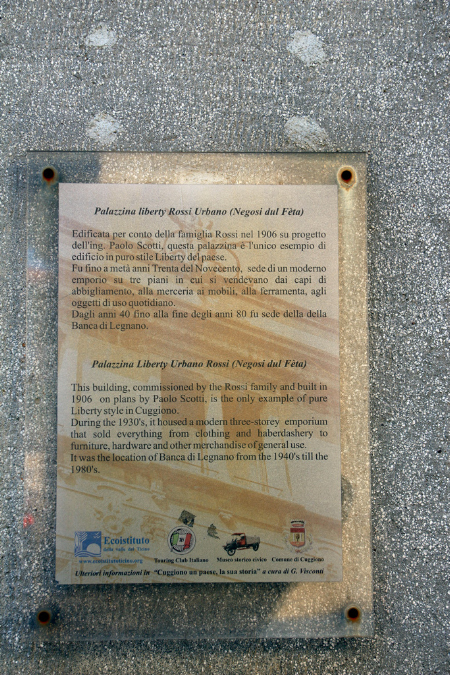 Palazzina liberty Rossi Urbano (Negosi dul Fèta)
Edificata per conto della famiglia Rossi nel 1906 su progetto
dell'ing. Paolo Scotti, questa palazzina è l'unico esempio di
edificio in puro stile Liberty del paese.
Fu fino a metà anni Trenta del Novecento, sede di un moderno
emporio su tre piani in cui si vendevano dai capi di
abbigliamento, alla merceria ai mobili, alla ferramenta, agli
oggetti di uso quotidiano.
Dagli anni 40 fino alla fine degli anni 80 fu sede della della
Banca di Legnano.
Palazzina Liberty Urbano Rossi (Negosi dul Fèta)
This building, commissioned by the Rossi family and built in
1906 on plans by Paolo Scotti, is the only example of pure
Liberty style in Cuggiono.
During the 1930's, it housed a modern three-storey emporium
that sold everything from clothing and haberdashery to
furniture, hardware and other merchandise of general use.
It was the location of Banca di Legnano from the 1940's till the
1980's.
Ecoistituto
della Valle del Ticino
Touring Club Italiano
Museo storico civico
Comune di Cuggiono
Ulteriori informazioni in "Cuggiono un paese, la sua storia" a cura di G. Visconti